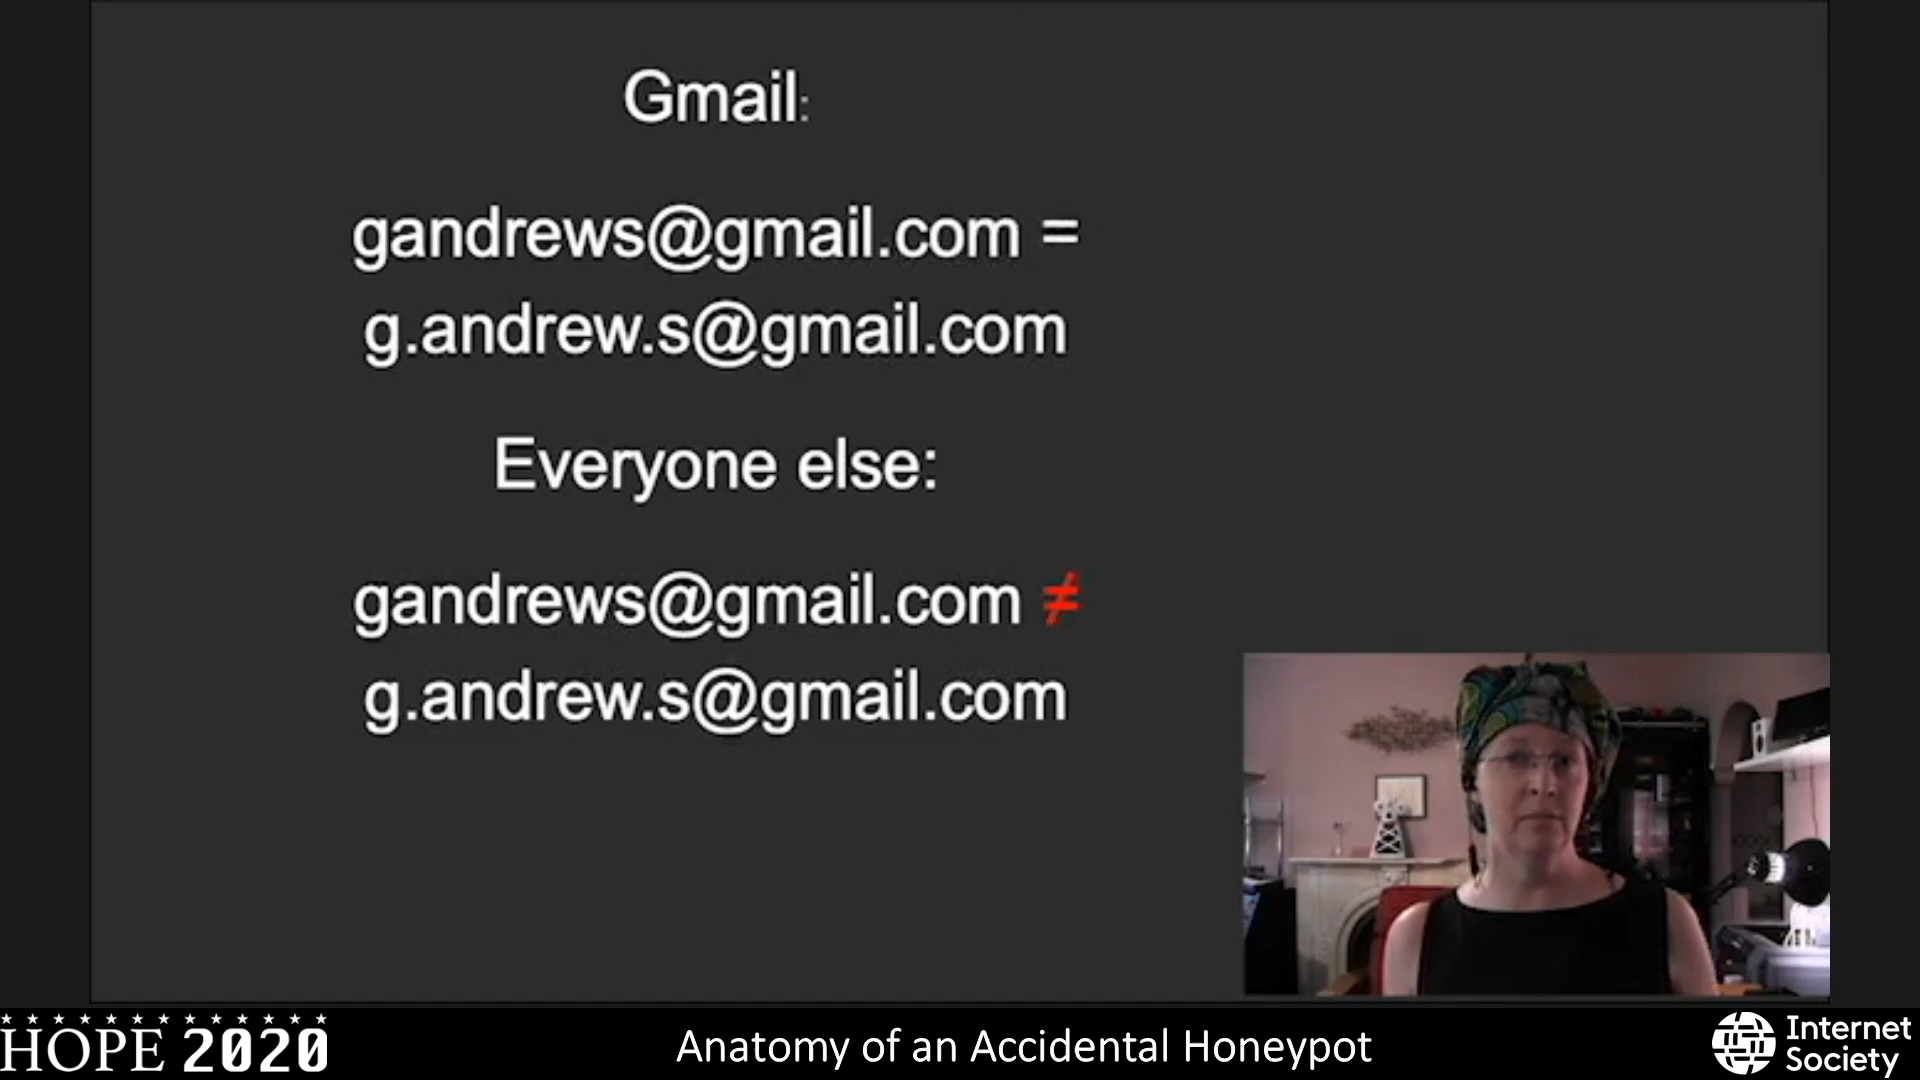 Gmail:
gandrews@gmail.com =
g.andrew.s@gmail.com
Everyone else:
gandrews@gmail.com ≠
g.andrew.s@gmail.com
HOPE 2020
Anatomy of an Accidental Honeypot
Internet
Society